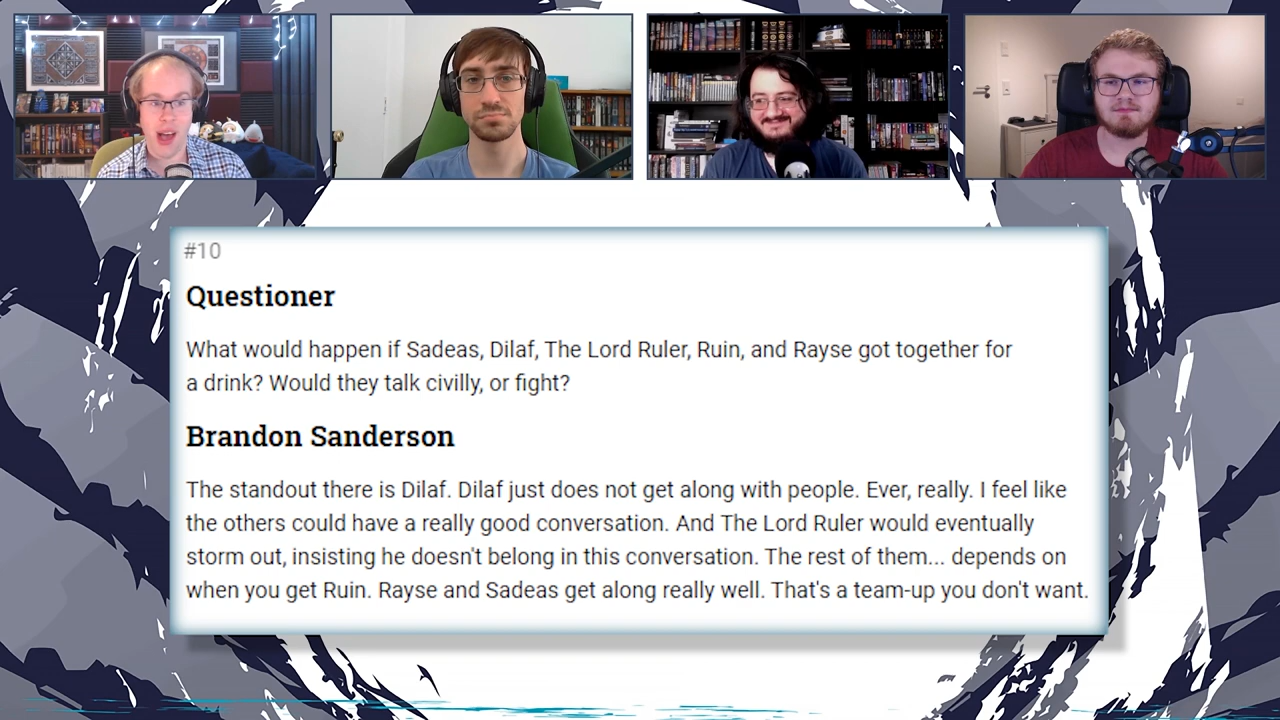 #10
Questioner
What would happen if Sadeas, Dilaf, The Lord Ruler, Ruin, and Rayse got together for
a drink? Would they talk civilly, or fight?
Brandon Sanderson
The standout there is Dilaf. Dilaf just does not get along with people. Ever, really. I feel like
the others could have a really good conversation. And The Lord Ruler would eventually
storm out, insisting he doesn't belong in this conversation. The rest of them... depends on
when you get Ruin. Rayse and Sadeas get along really well. That's a team-up you don't want.